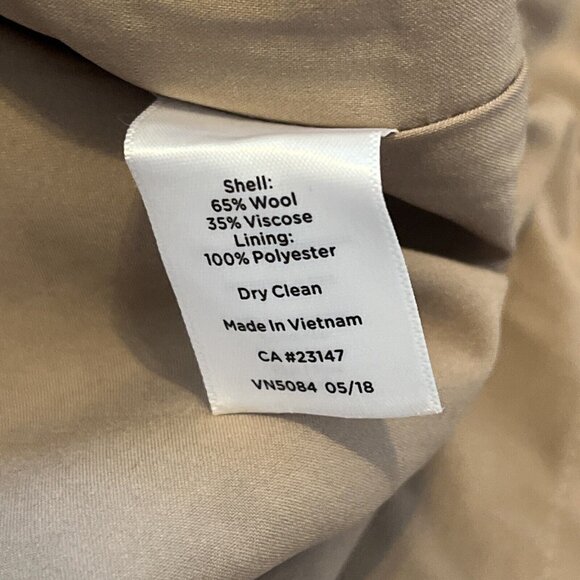 Shell:
65% Wool
35% Viscose
Lining:
100% Polyester
Dry Clean
Made In Vietnam
CA #23147
VN5084 05/18